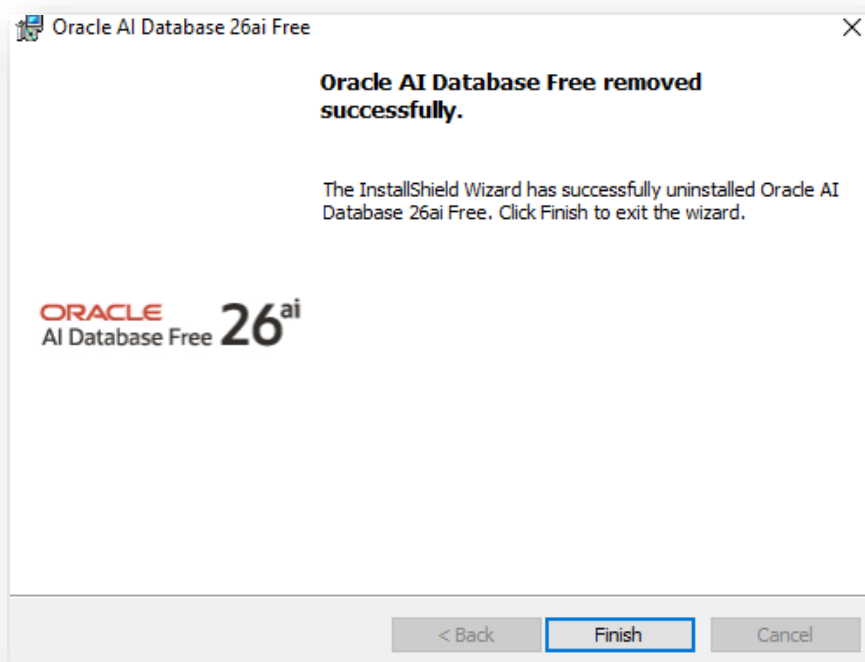 Oracle AI Database 26ai Free
Oracle AI Database Free removed
successfully.
The InstallShield Wizard has successfully uninstalled Oracle AI
Database 26ai Free. Click Finish to exit the wizard.
ORACLE
AI Database Free 26ai
< Back
Finish
Cancel